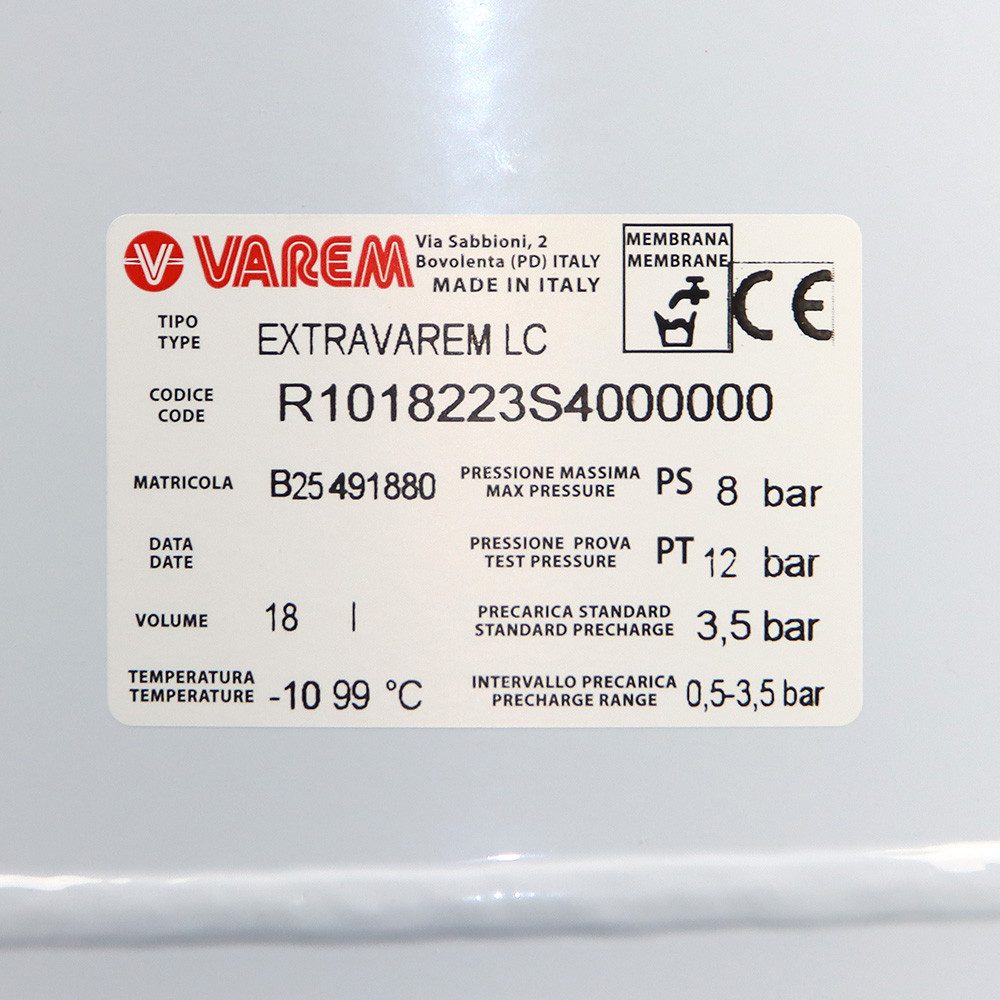 VAREM
Via Sabbioni, 2
Bovolenta (PD) ITALY
MADE IN ITALY
MEMBRANA
MEMBRANE
CE
TIPO
TYPE
EXTRAVAREM LC
CODICE
CODE
R1018223S4000000
MATRICOLA
B25491880
PRESSIONE MASSIMA
MAX PRESSURE
PS 8 bar
DATA
DATE
PRESSIONE PROVA
TEST PRESSURE
PT 12 bar
VOLUME
18 l
PRECARICA STANDARD
STANDARD PRECHARGE
3,5 bar
TEMPERATURA
TEMPERATURE
-10 99 °C
INTERVALLO PRECARICA
PRECHARGE RANGE
0,5-3,5 bar